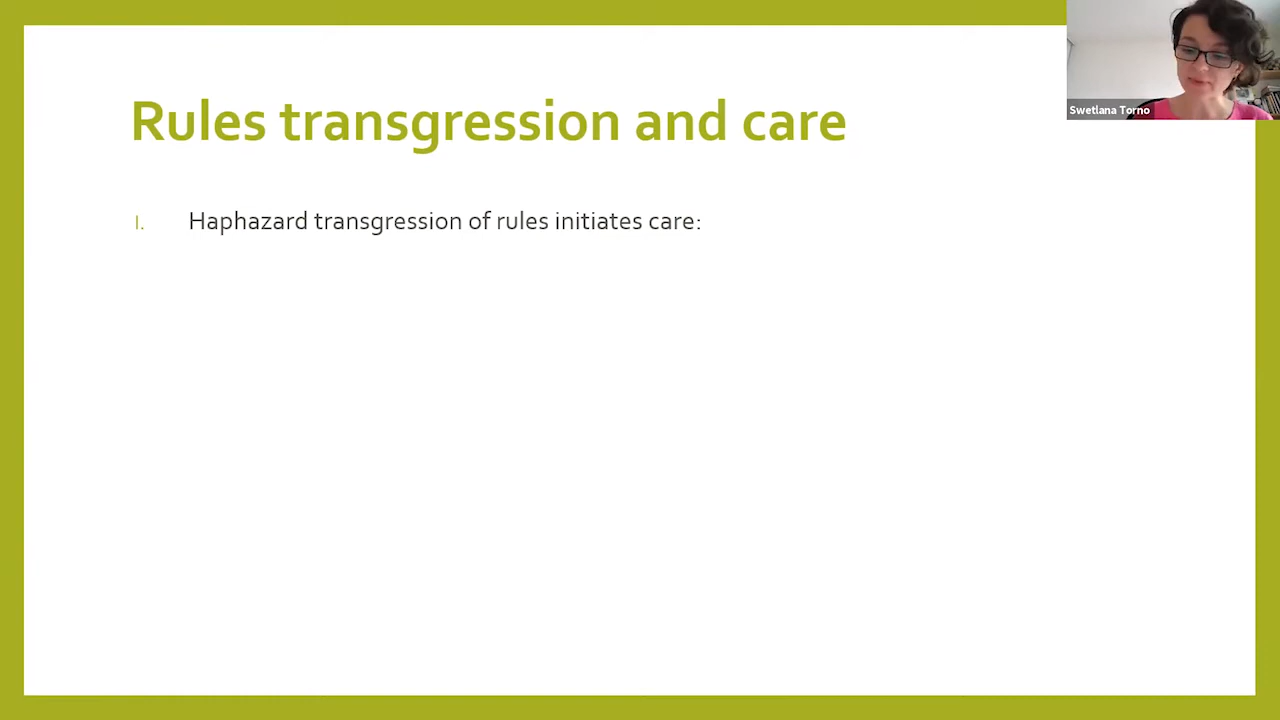 Rules transgression and care
I. Haphazard transgression of rules initiates care:
Swetlana Torno